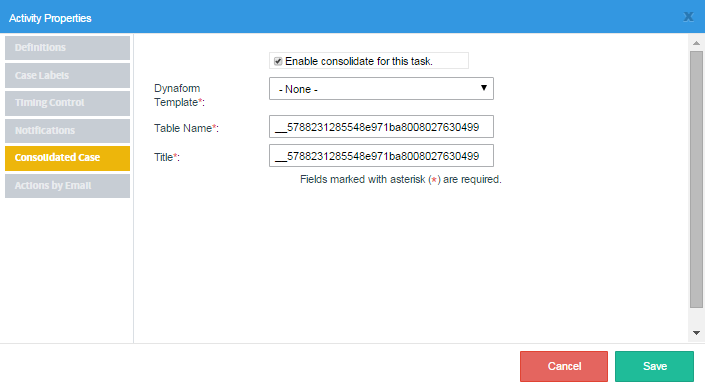 Activity Properties
X
Definitions
Case Labels
Timing Control
Notifications
Consolidated Case
Actions by Email
Enable consolidate for this task.
Dynaform
Template*:
- None -
Table Name*:
__5788231285548e971ba8008027630499
Title*:
__5788231285548e971ba8008027630499
Fields marked with asterisk (*) are required.
Cancel
Save